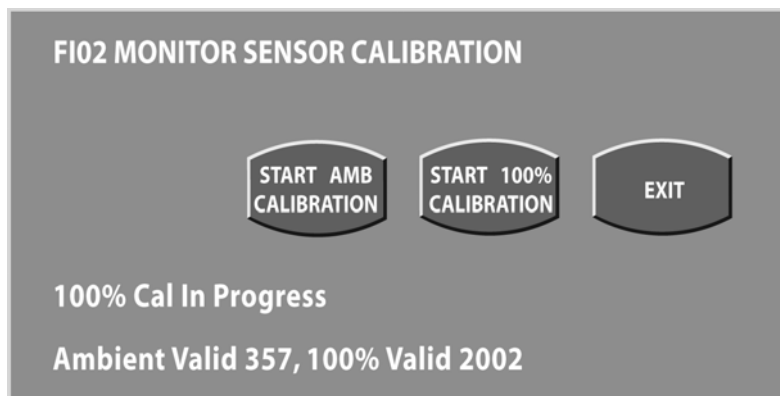 FI02 MONITOR SENSOR CALIBRATION
START AMB
CALIBRATION
START 100%
CALIBRATION
EXIT
100% Cal In Progress
Ambient Valid 357, 100% Valid 2002